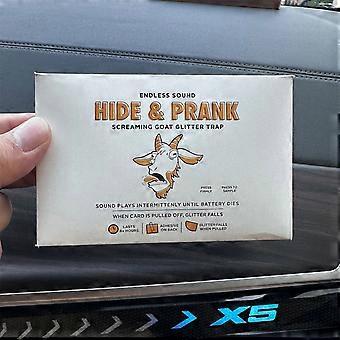 ENDLESS SOUND
HIDE & PRANK
SCREAMING GOAT GLITTER TRAP
PRESS FIRMLY
PRESS TO SAMPLE
SOUND PLAYS INTERMITTENLY UNTIL BATTERY DIES
WHEN CARD IS PULLED OFF, GLITTER FALLS
LASTS
24 HOURS
ADHESIVE
ON BACK
GLITTER FALLS
WHEN PULLED
X5